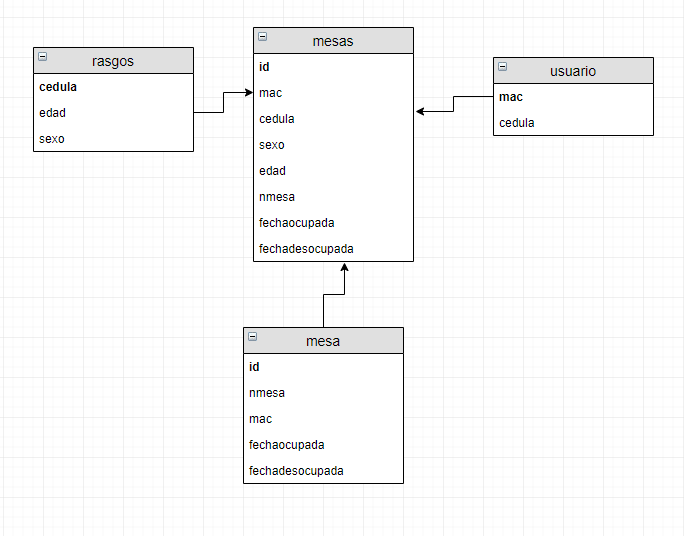 rasgos
cedula
edad
sexo
mesas
id
mac
cedula
sexo
edad
nmesa
fechaocupada
fechadesocupada
usuario
mac
cedula
mesa
id
nmesa
mac
fechaocupada
fechadesocupada